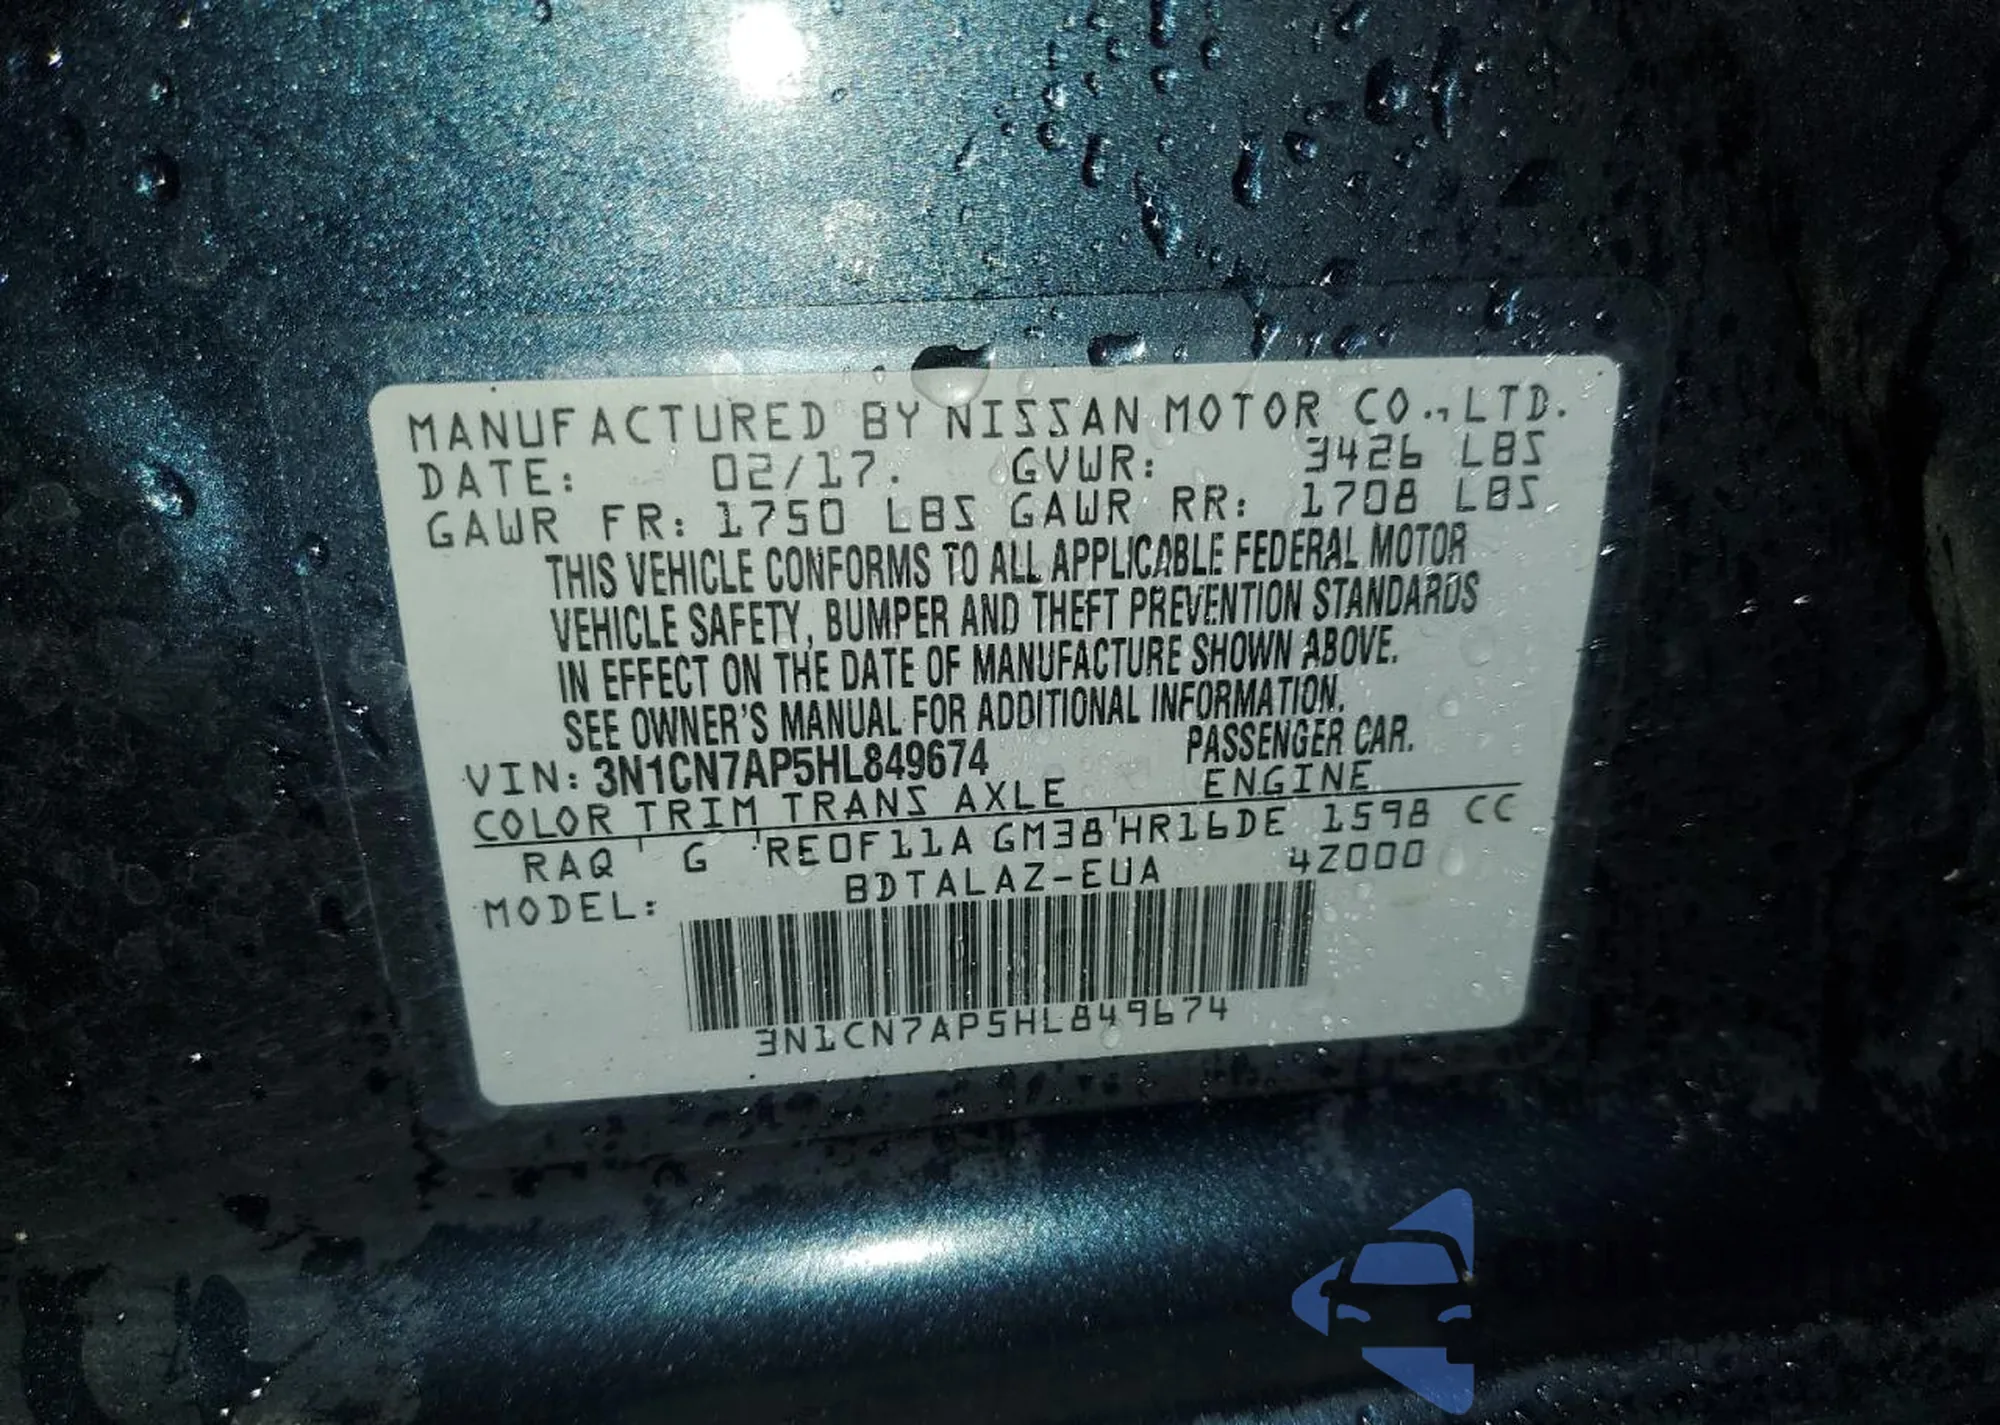 MANUFACTURED BY NISSAN MOTOR CO., LTD.
DATE: 02/17. GVWR: 3426 LBS
GAWR FR: 1750 LBS GAWR RR: 1708 LBS
THIS VEHICLE CONFORMS TO ALL APPLICABLE FEDERAL MOTOR
VEHICLE SAFETY, BUMPER AND THEFT PREVENTION STANDARDS
IN EFFECT ON THE DATE OF MANUFACTURE SHOWN ABOVE.
SEE OWNER'S MANUAL FOR ADDITIONAL INFORMATION.
VIN: 3N1CN7AP5HL849674 PASSENGER CAR.
COLOR TRIM TRANS AXLE ENGINE
RAQ G RE0F11A GM38 HR16DE 1598 CC
MODEL: BDTALAZ-EUA 4Z000
3N1CN7AP5HL849674